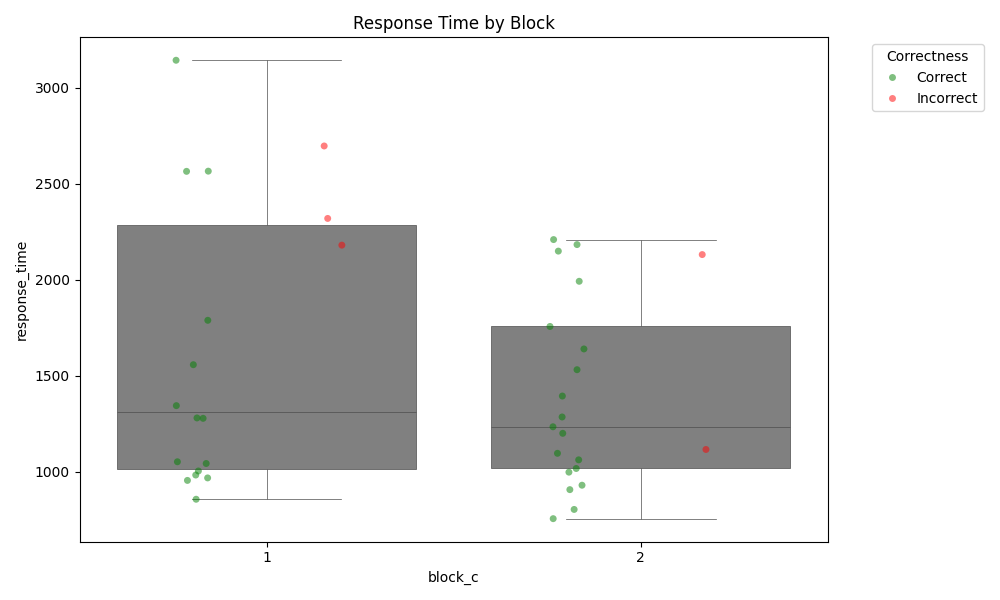 Response Time by Block
Correctness
Correct
Incorrect
3000
2500
2000
1500
1000
response_time
1
2
block_c